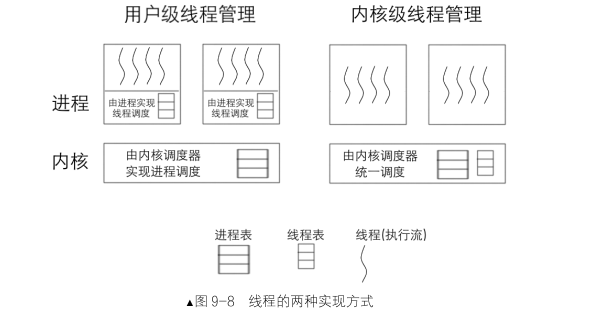 用户级线程管理
内核级线程管理
进程
由进程实现
线程调度
由进程实现
线程调度
内核
由内核调度器
实现进程调度
由内核调度器
统一调度
进程表
线程表
线程(执行流)
▲图 9-8 线程的两种实现方式